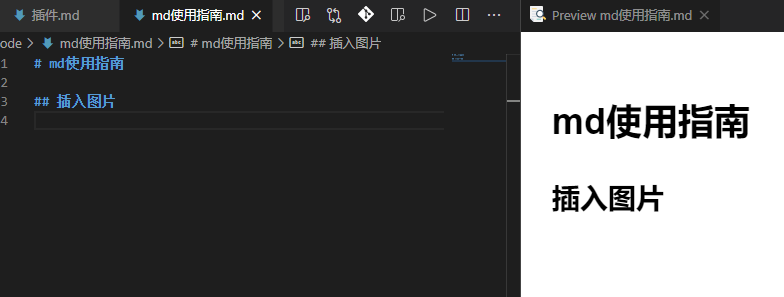 插件.md
md使用指南.md
Preview md使用指南.md
ode > md使用指南.md > # md使用指南 > ## 插入图片
1 # md使用指南
2
3 ## 插入图片
4
md使用指南
插入图片